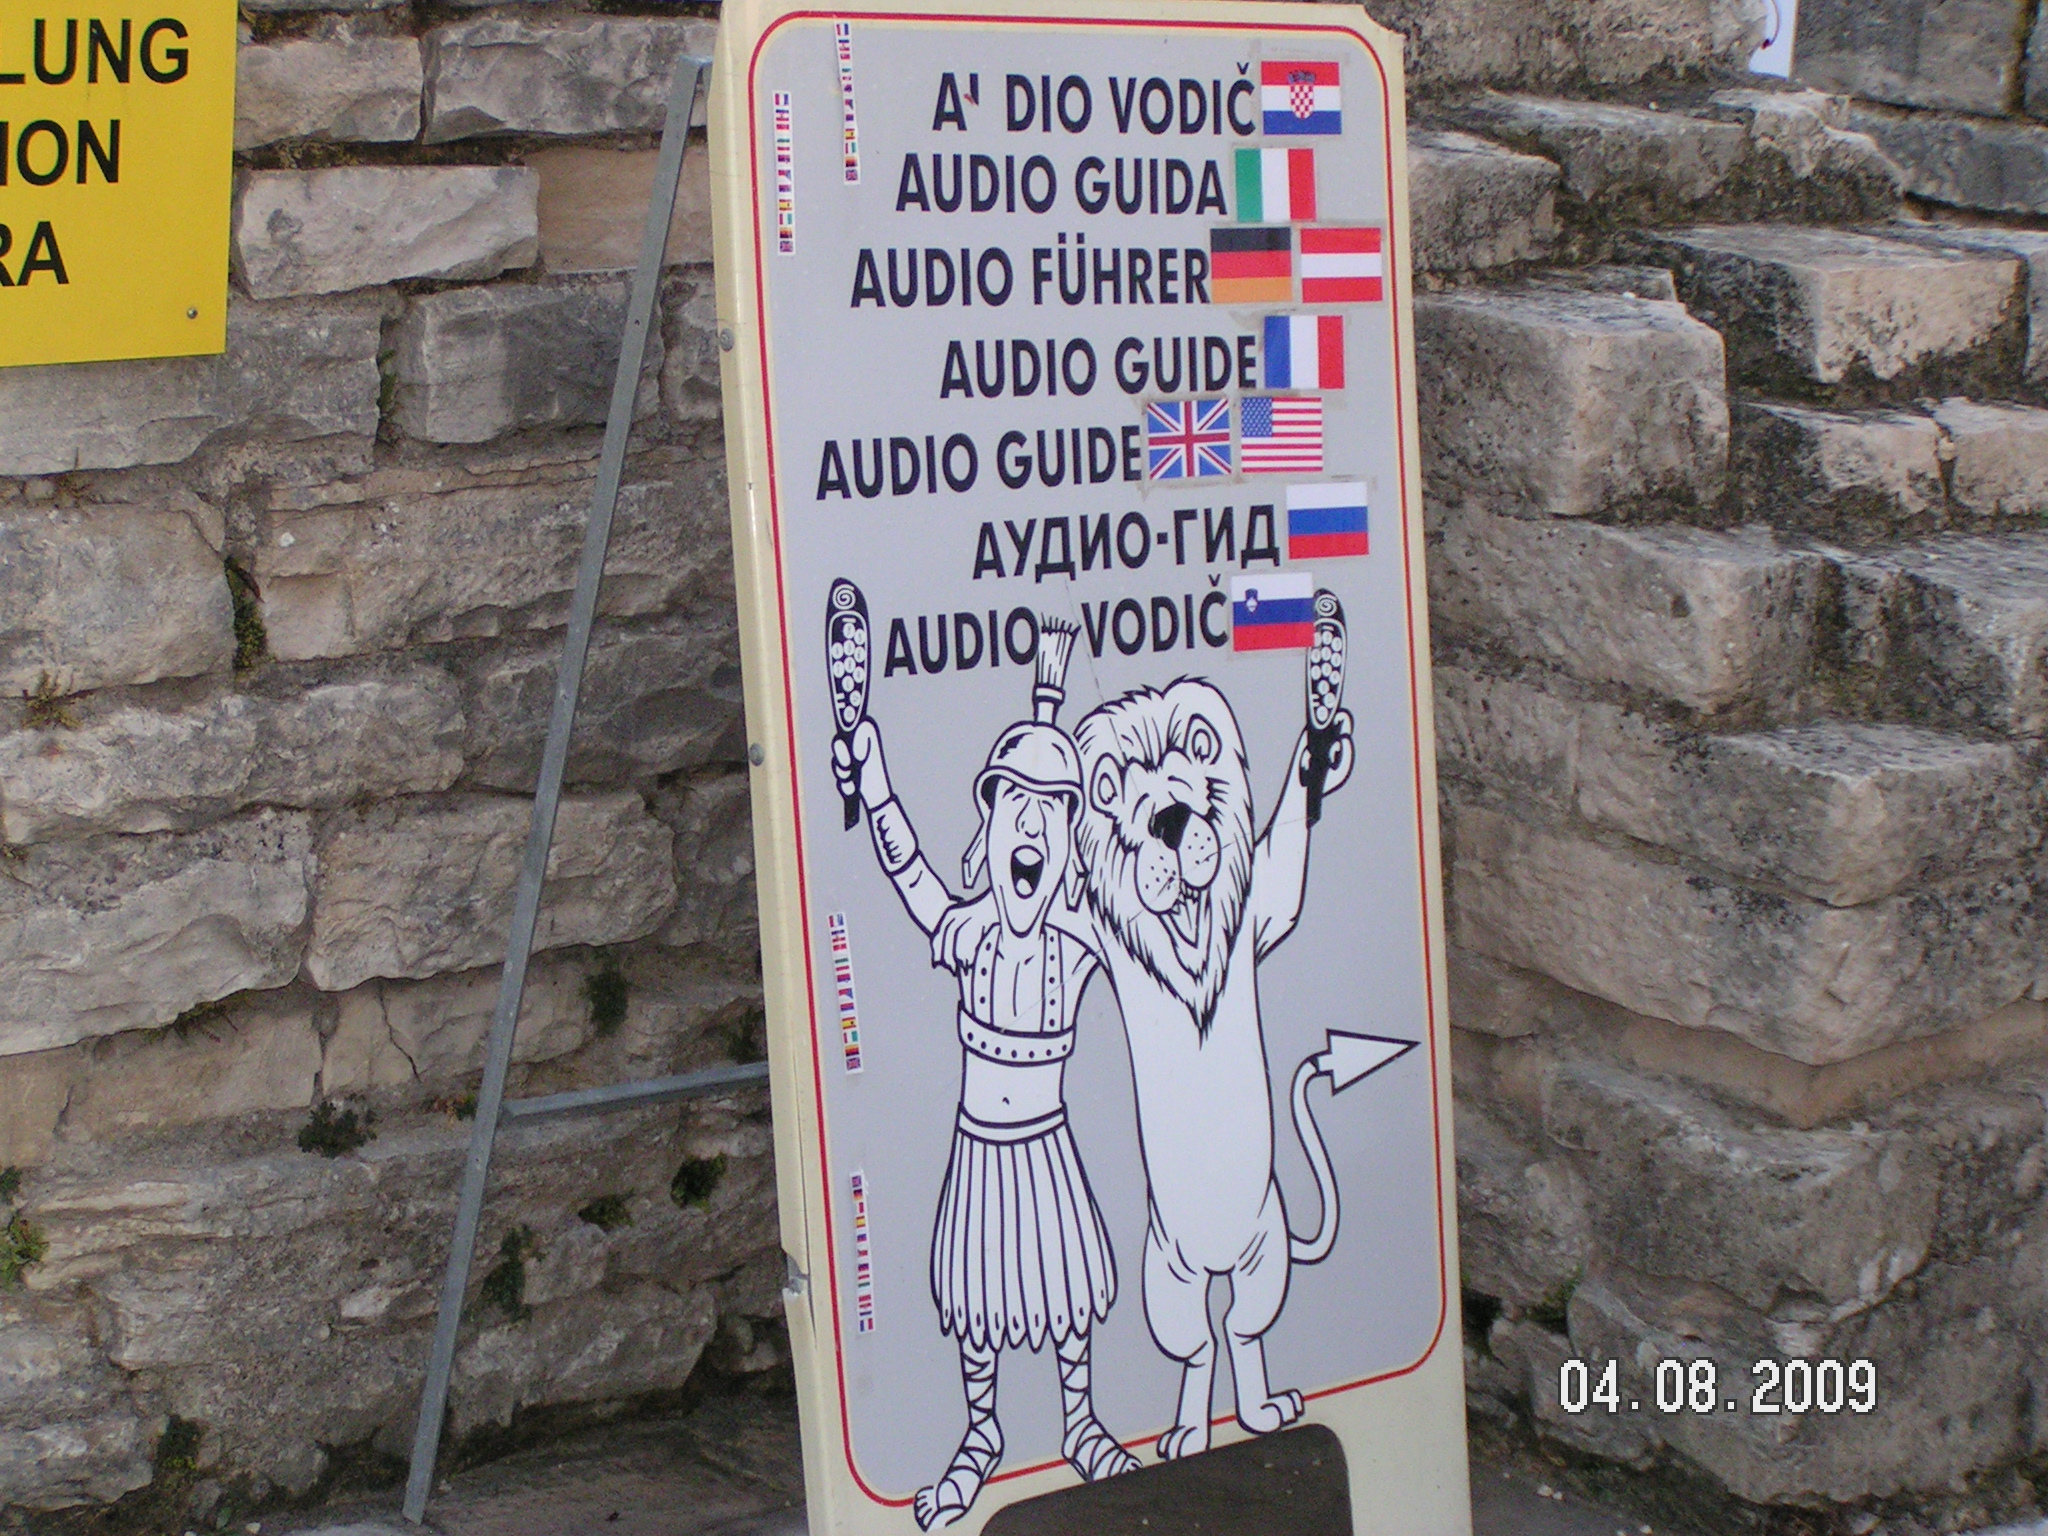 LUNG
ION
RA
A' DIO VODIČ
AUDIO GUIDA
AUDIO FÜHRER
AUDIO GUIDE
AUDIO GUIDE
АУДИО-ГИД
AUDIO VODIČ
04.08.2009